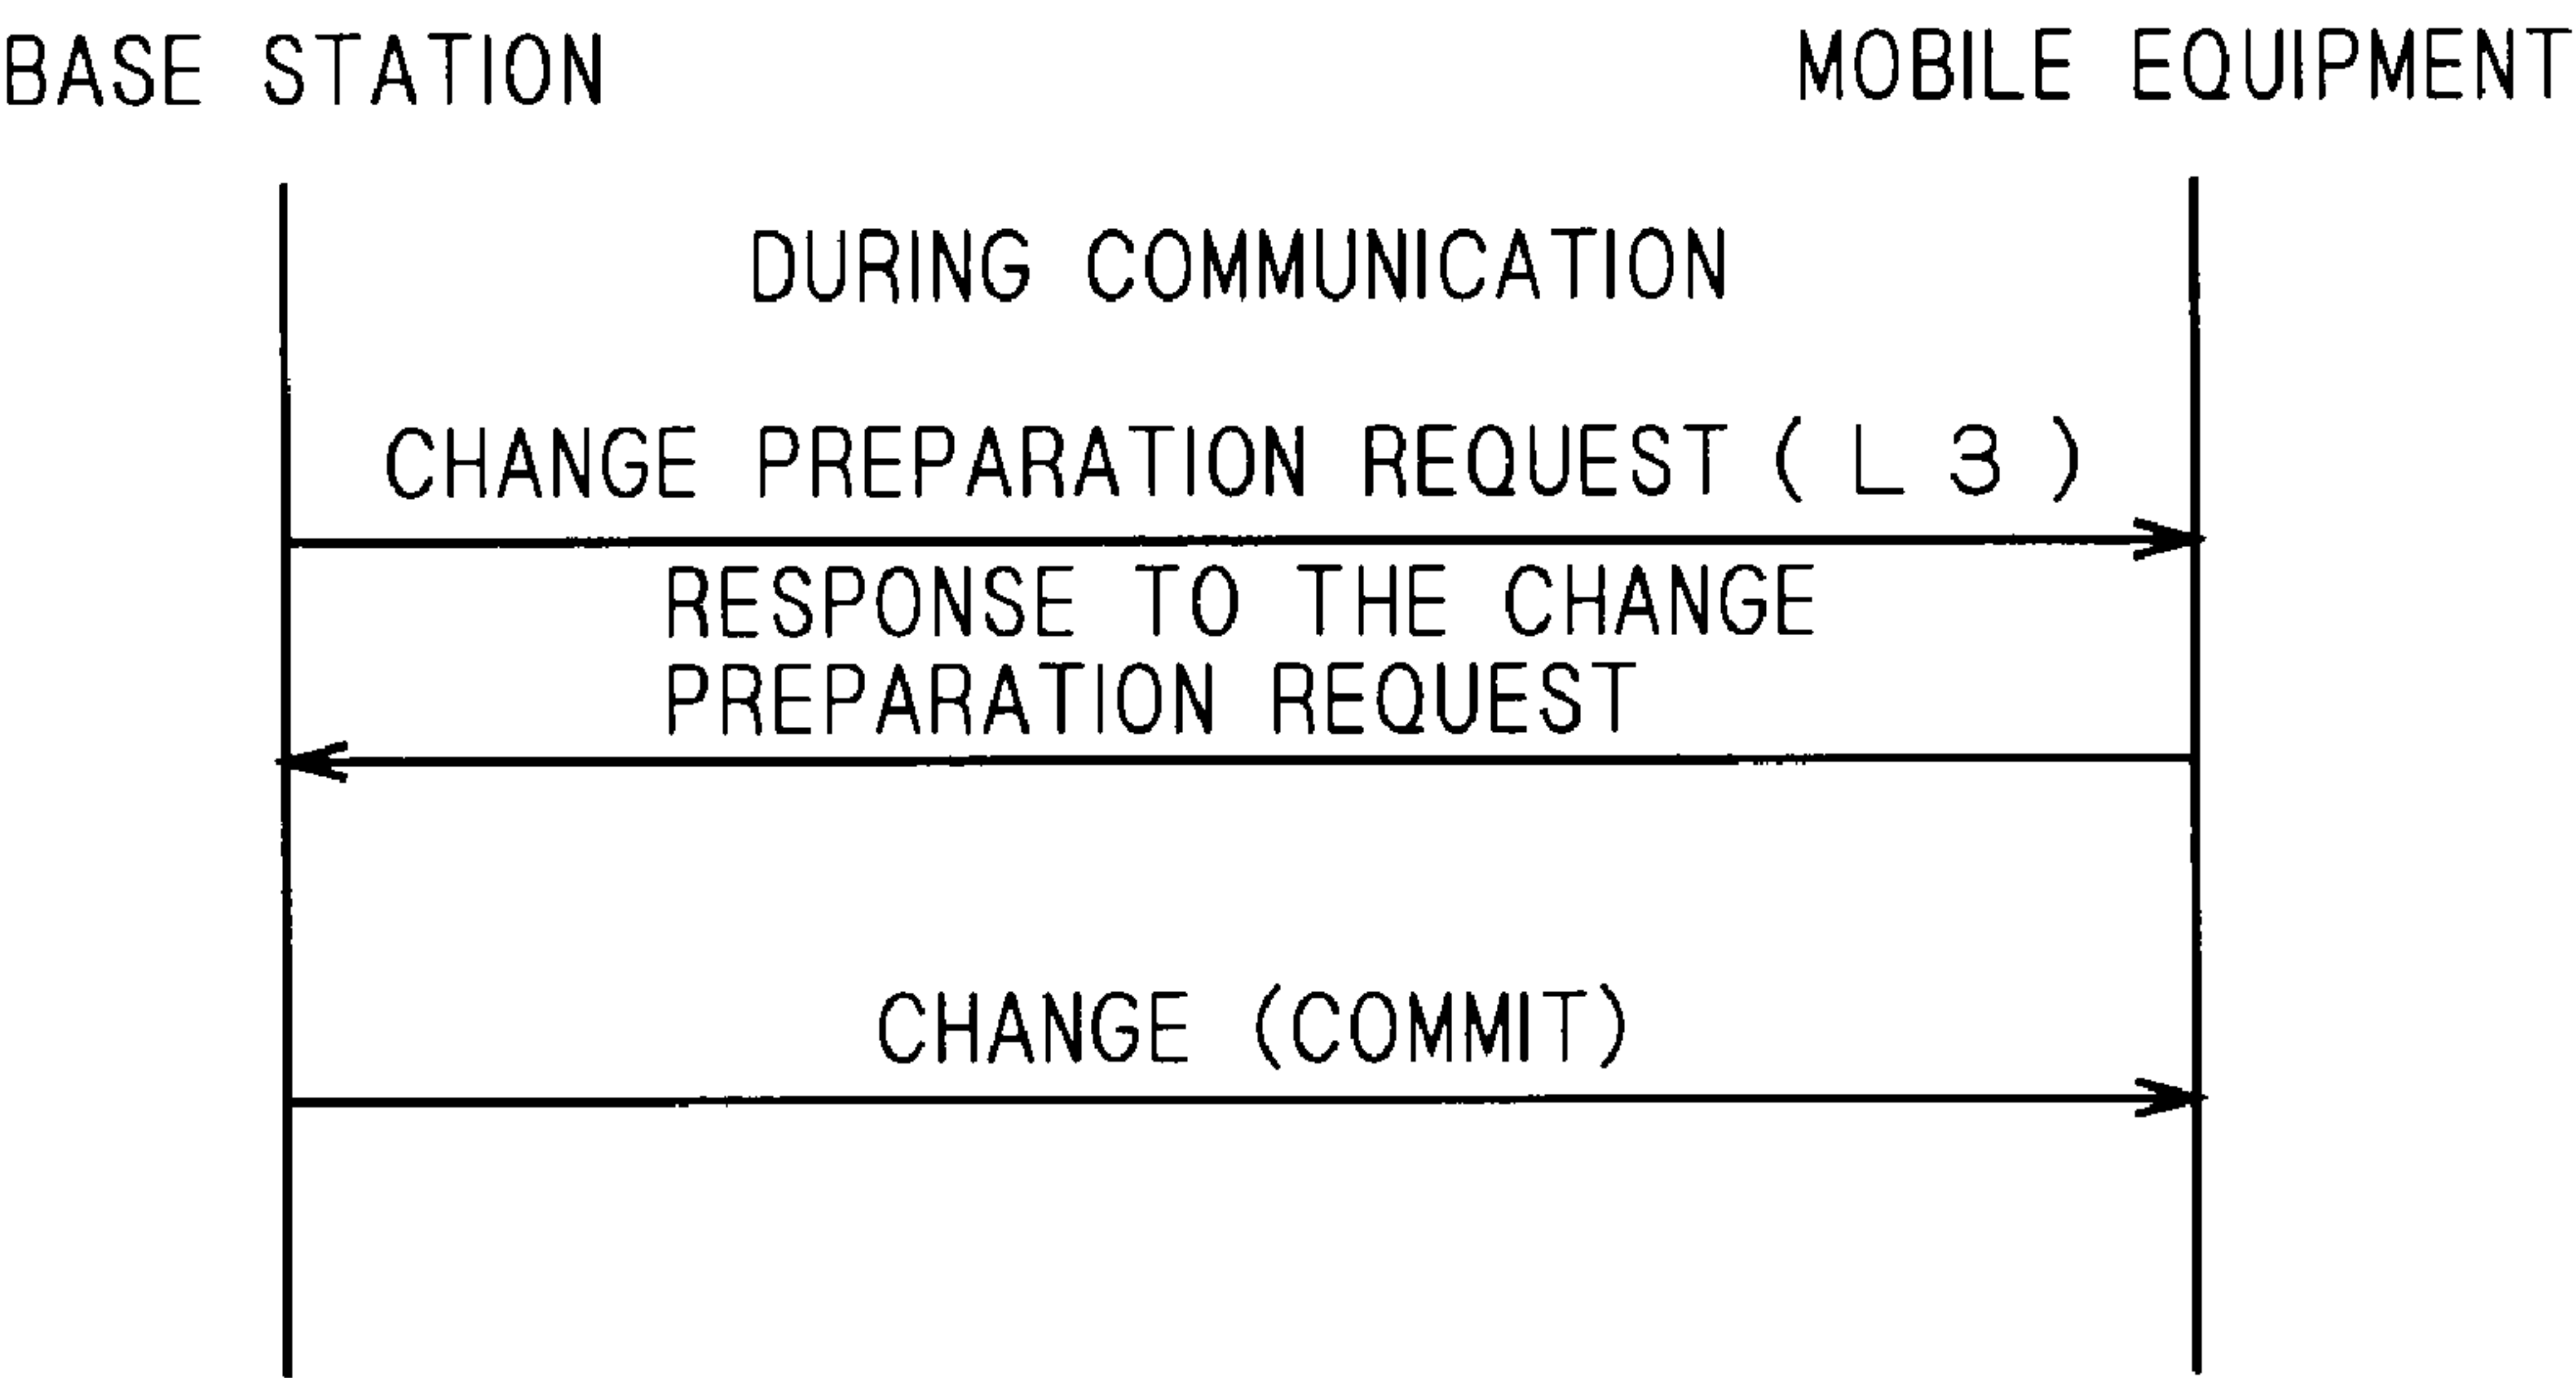 BASE STATION
MOBILE EQUIPMENT
DURING COMMUNICATION
CHANGE PREPARATION REQUEST ( L 3 )
RESPONSE TO THE CHANGE
PREPARATION REQUEST
CHANGE (COMMIT)